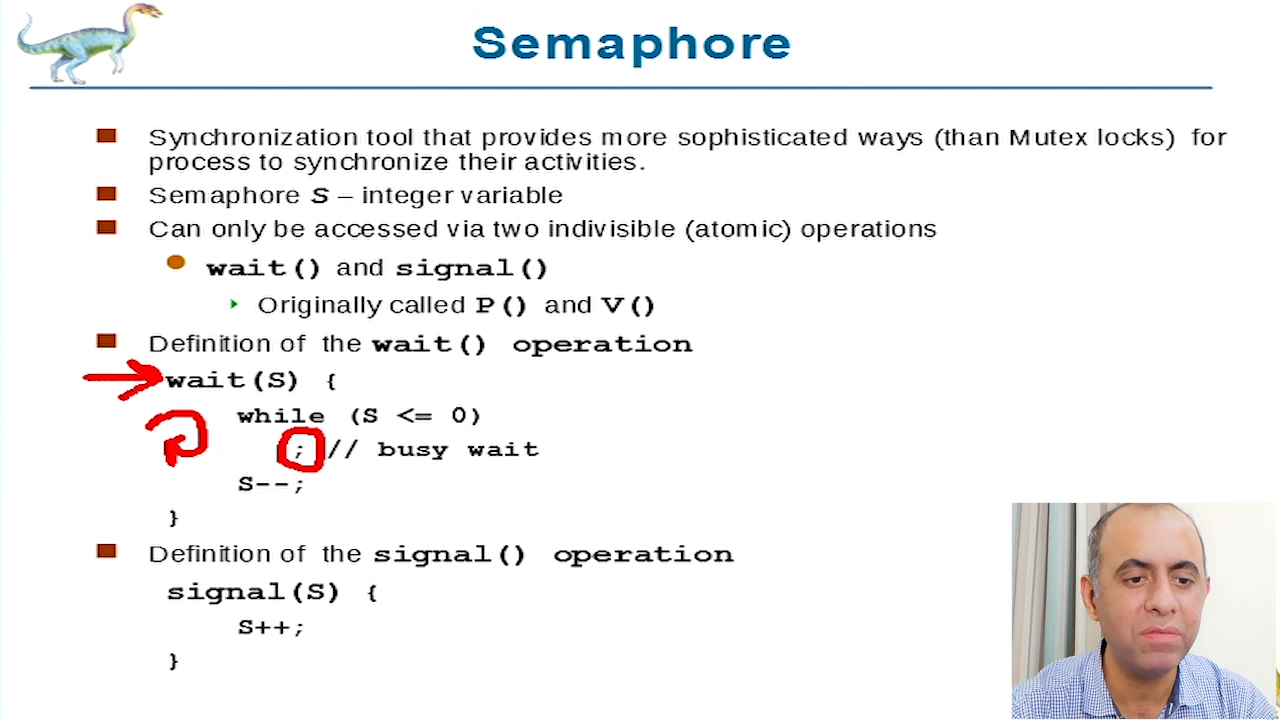 Semaphore
Synchronization tool that provides more sophisticated ways (than Mutex locks) for
process to synchronize their activities.
Semaphore S – integer variable
Can only be accessed via two indivisible (atomic) operations
wait() and signal()
Originally called P() and V()
Definition of the wait() operation
wait(S) {
while (S <= 0)
; // busy wait
S--;
}
Definition of the signal() operation
signal(S) {
S++;
}